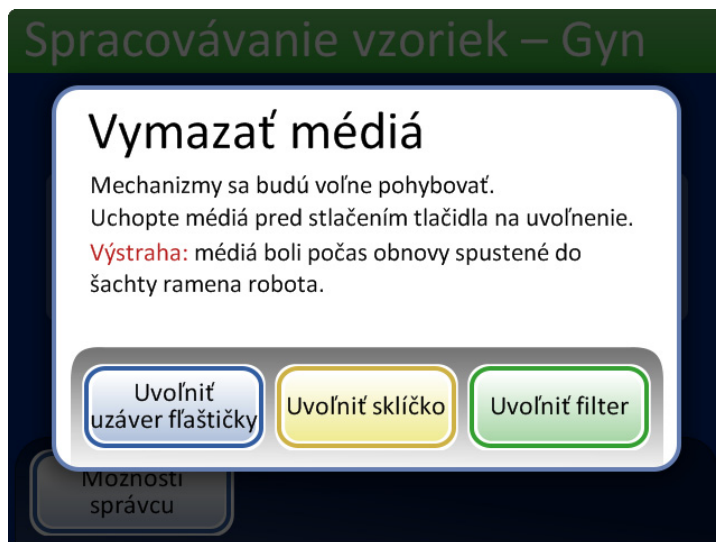 Spracovávanie vzoriek – Gyn
Vymazať médiá
Mechanizmy sa budú voľne pohybovať.
Uchopte médiá pred stlačením tlačidla na uvoľnenie.
Výstraha: médiá boli počas obnovy spustené do
šachty ramena robota.
Uvoľniť
uzáver fľaštičky
Uvoľniť sklíčko
Uvoľniť filter
Možnosti
správcu